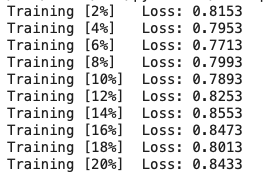 Training [2%] Loss: 0.8153
Training [4%] Loss: 0.7953
Training [6%] Loss: 0.7713
Training [8%] Loss: 0.7993
Training [10%] Loss: 0.7893
Training [12%] Loss: 0.8253
Training [14%] Loss: 0.8553
Training [16%] Loss: 0.8473
Training [18%] Loss: 0.8013
Training [20%] Loss: 0.8433